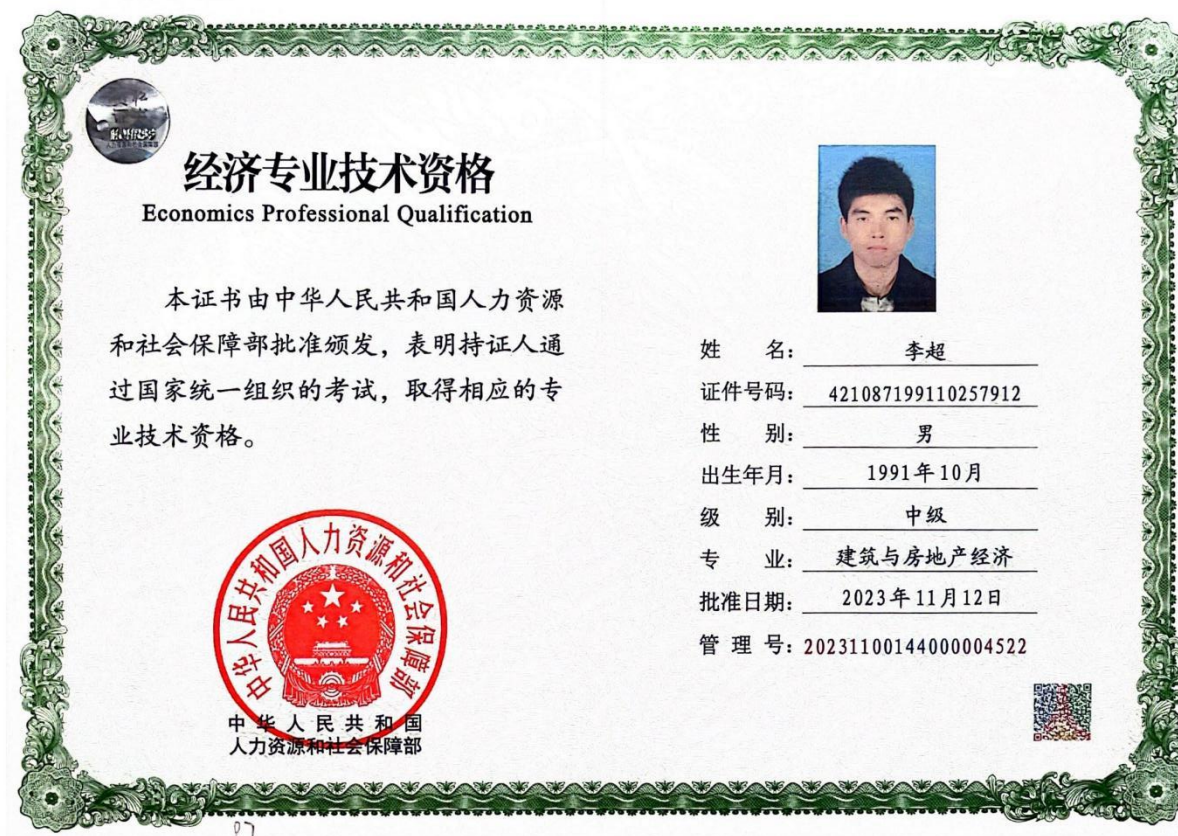 经济专业技术资格
Economics Professional Qualification
本证书由中华人民共和国人力资源
和社会保障部批准颁发，表明持证人通
过国家统一组织的考试，取得相应的专
业技术资格。
中华人民共和国人力资源和社会保障部
中华人民共和国
人力资源和社会保障部
姓 名：李超
证件号码：421087199110257912
性 别：男
出生年月：1991年10月
级 别：中级
专 业：建筑与房地产经济
批准日期：2023年11月12日
管 理 号：20231100144000004522
07